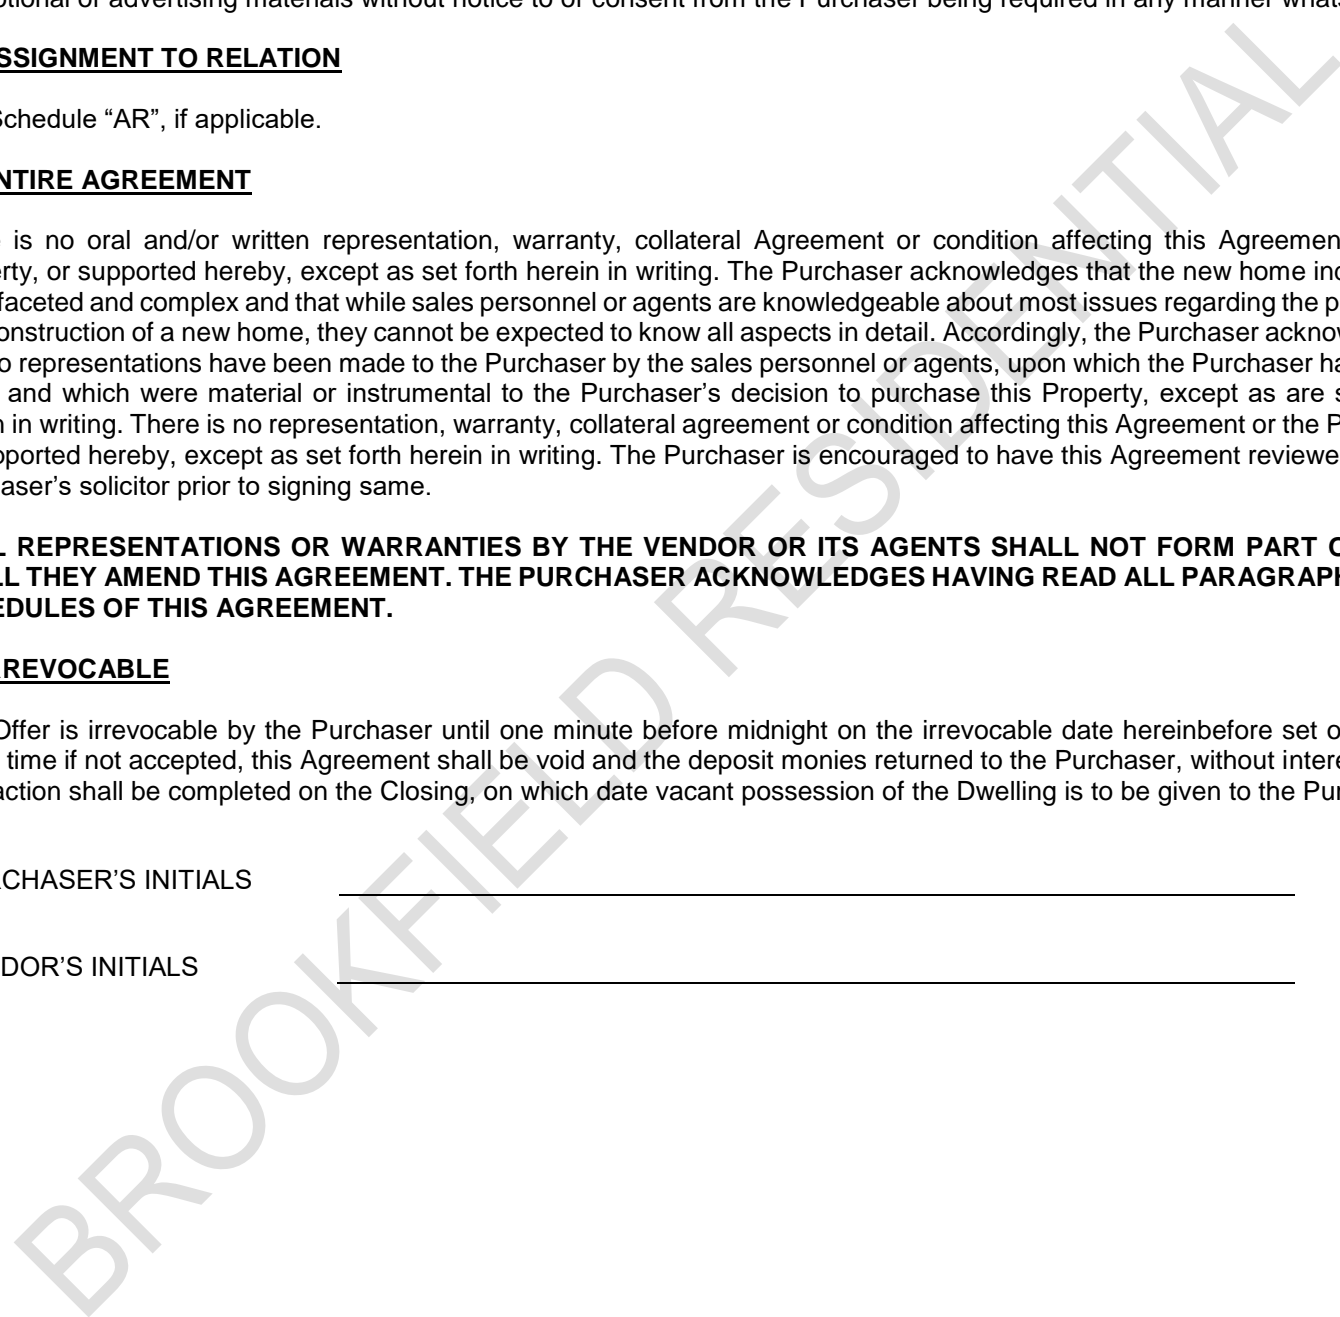 otional or advertising materials without notice to or consent from the Purchaser being required in any manner whats
SSIGNMENT TO RELATION
Schedule “AR”, if applicable.
NTIRE AGREEMENT
e is no oral and/or written representation, warranty, collateral Agreement or condition affecting this Agreemen
erty, or supported hereby, except as set forth herein in writing. The Purchaser acknowledges that the new home ind
faceted and complex and that while sales personnel or agents are knowledgeable about most issues regarding the p
onstruction of a new home, they cannot be expected to know all aspects in detail. Accordingly, the Purchaser acknow
o representations have been made to the Purchaser by the sales personnel or agents, upon which the Purchaser ha
and which were material or instrumental to the Purchaser’s decision to purchase this Property, except as are s
n in writing. There is no representation, warranty, collateral agreement or condition affecting this Agreement or the P
pported hereby, except as set forth herein in writing. The Purchaser is encouraged to have this Agreement reviewe
aser’s solicitor prior to signing same.
L REPRESENTATIONS OR WARRANTIES BY THE VENDOR OR ITS AGENTS SHALL NOT FORM PART O
LL THEY AMEND THIS AGREEMENT. THE PURCHASER ACKNOWLEDGES HAVING READ ALL PARAGRAPH
EDULES OF THIS AGREEMENT.
RREVOCABLE
Offer is irrevocable by the Purchaser until one minute before midnight on the irrevocable date hereinbefore set o
time if not accepted, this Agreement shall be void and the deposit monies returned to the Purchaser, without intere
action shall be completed on the Closing, on which date vacant possession of the Dwelling is to be given to the Pur
RCHASER’S INITIALS
DOR’S INITIALS
BROOKFIELD RESIDENTIAL